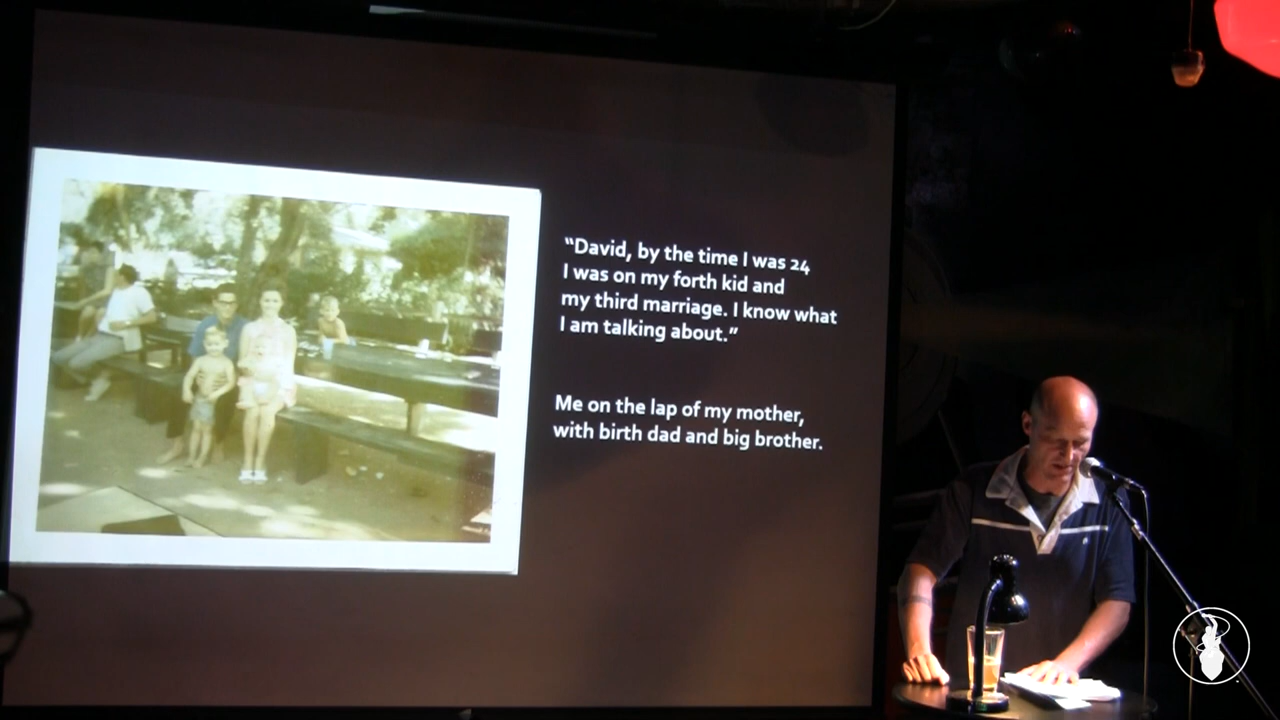 “David, by the time I was 24
I was on my forth kid and
my third marriage. I know what
I am talking about.”
Me on the lap of my mother,
with birth dad and big brother.